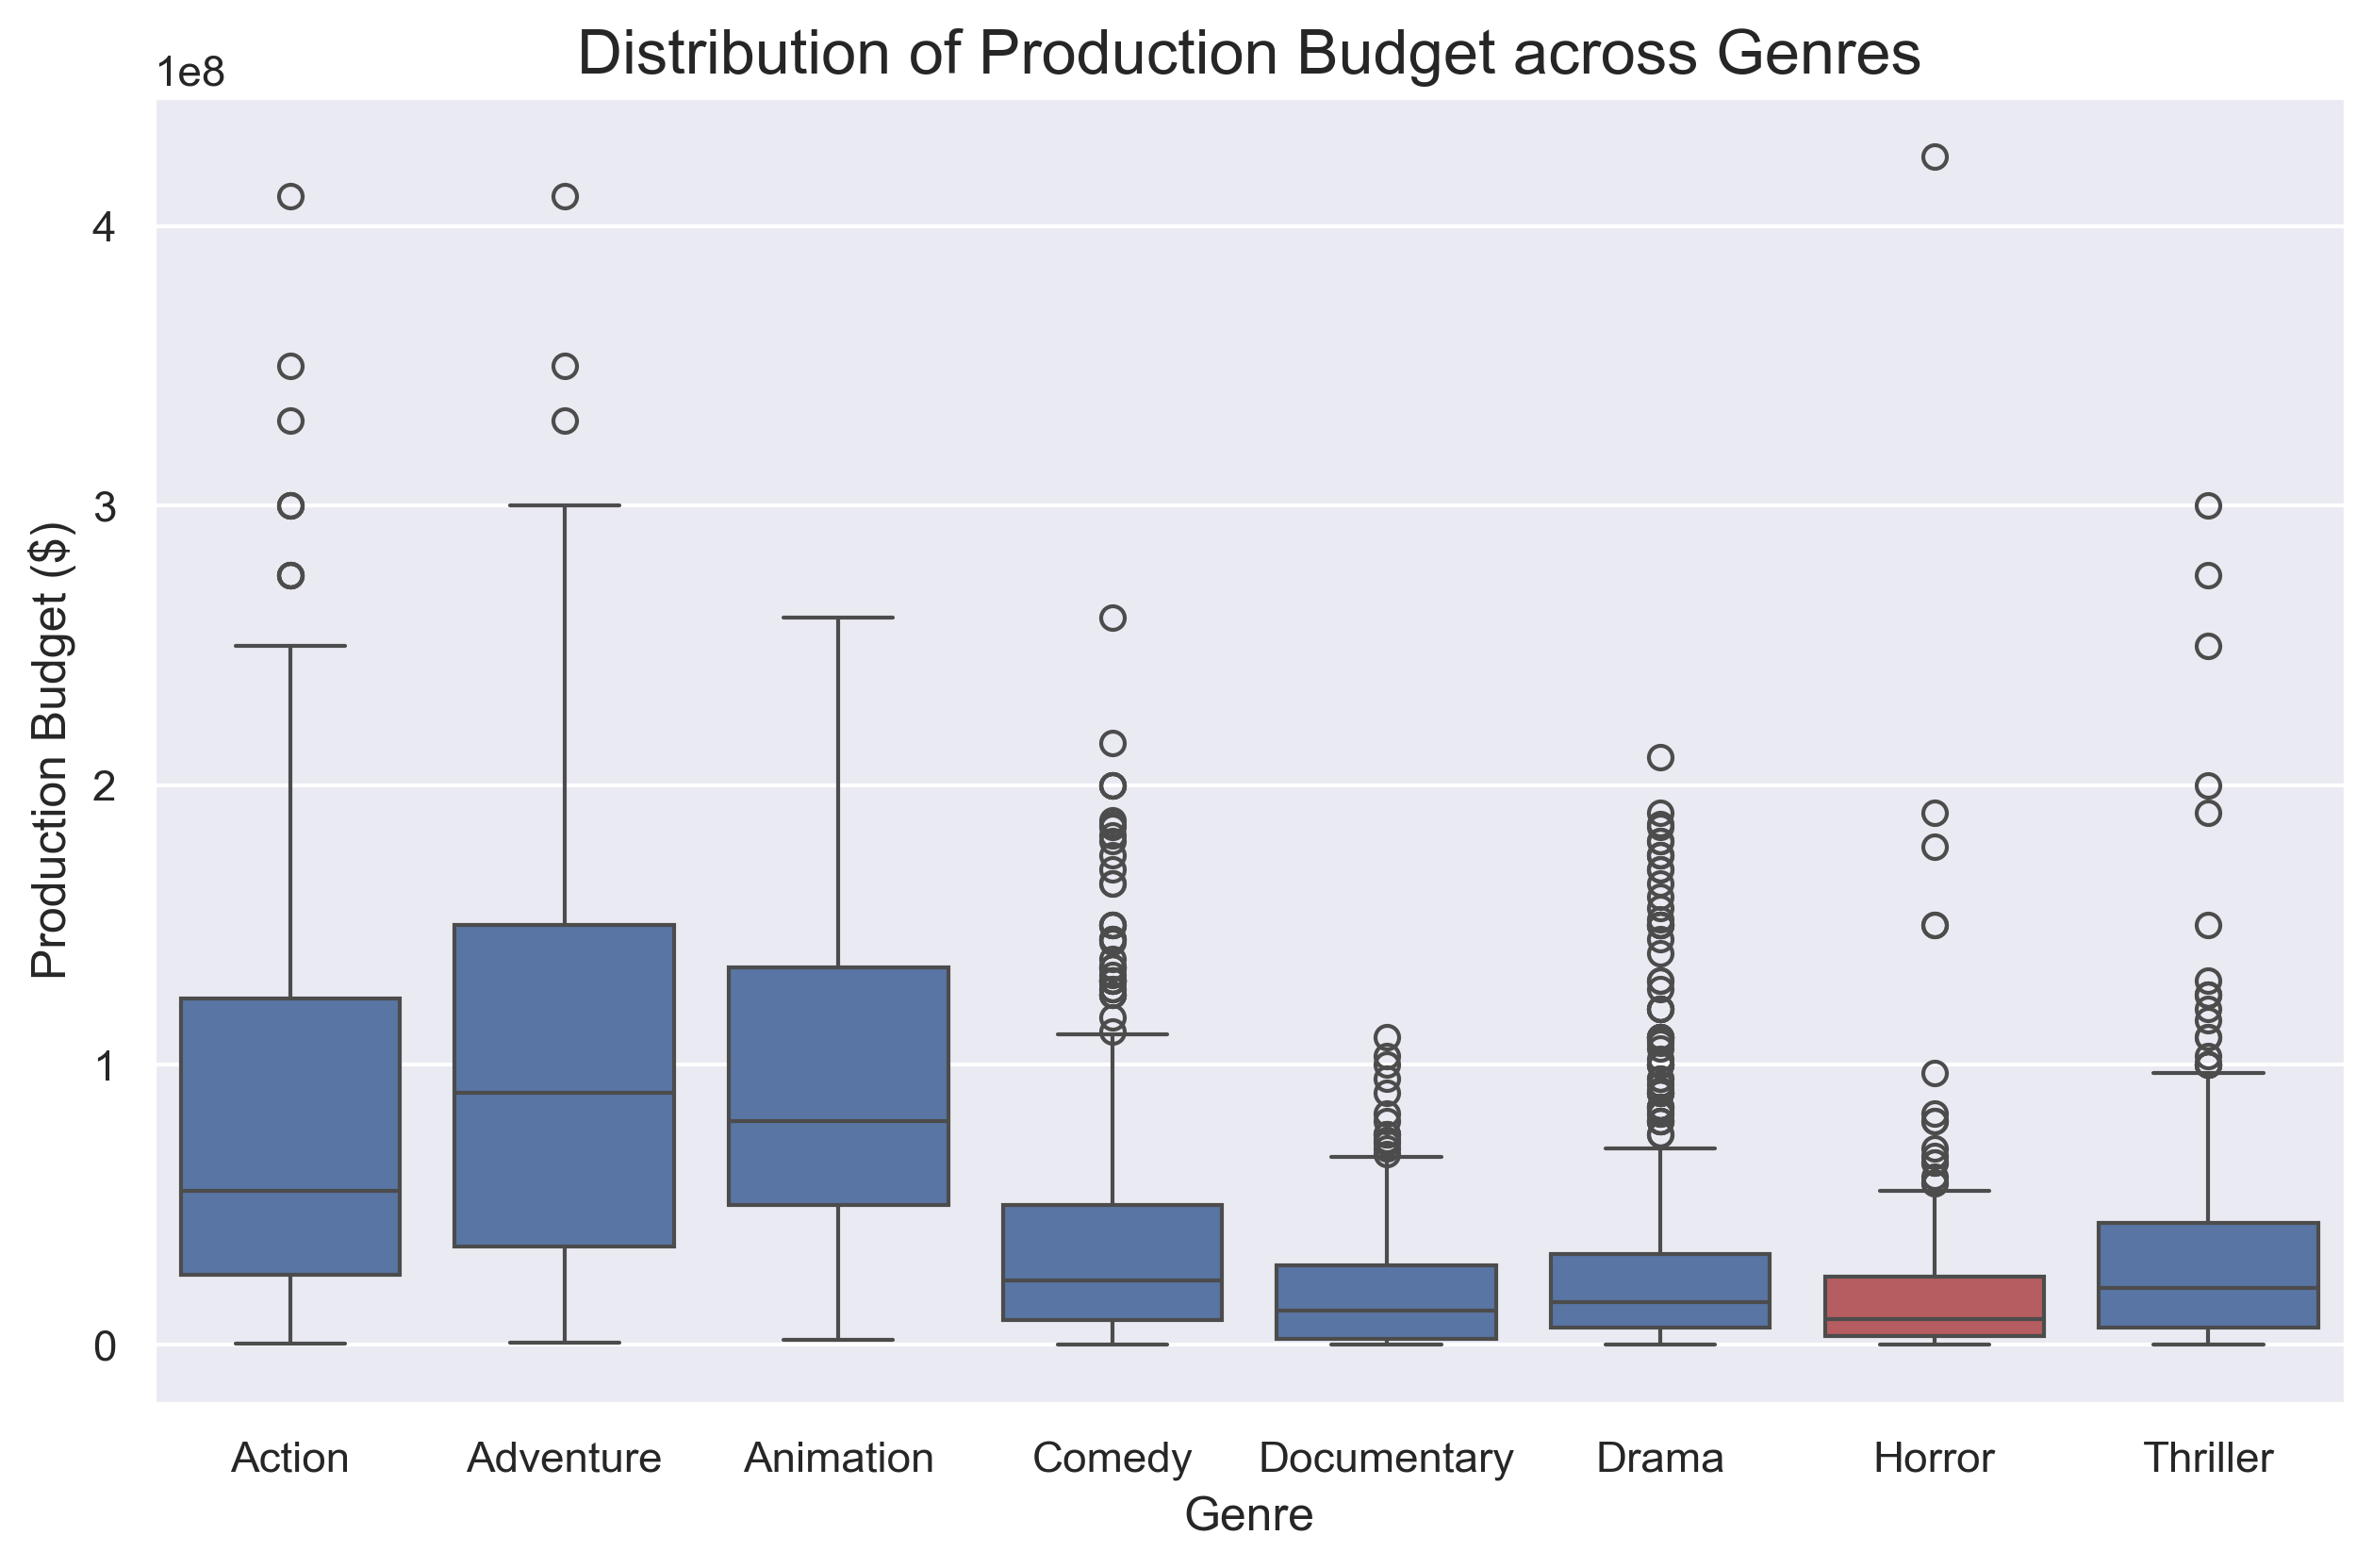 Distribution of Production Budget across Genres
1e8
4
3
2
1
0
Production Budget ($)
Action Adventure Animation Comedy Documentary Drama Horror Thriller
Genre